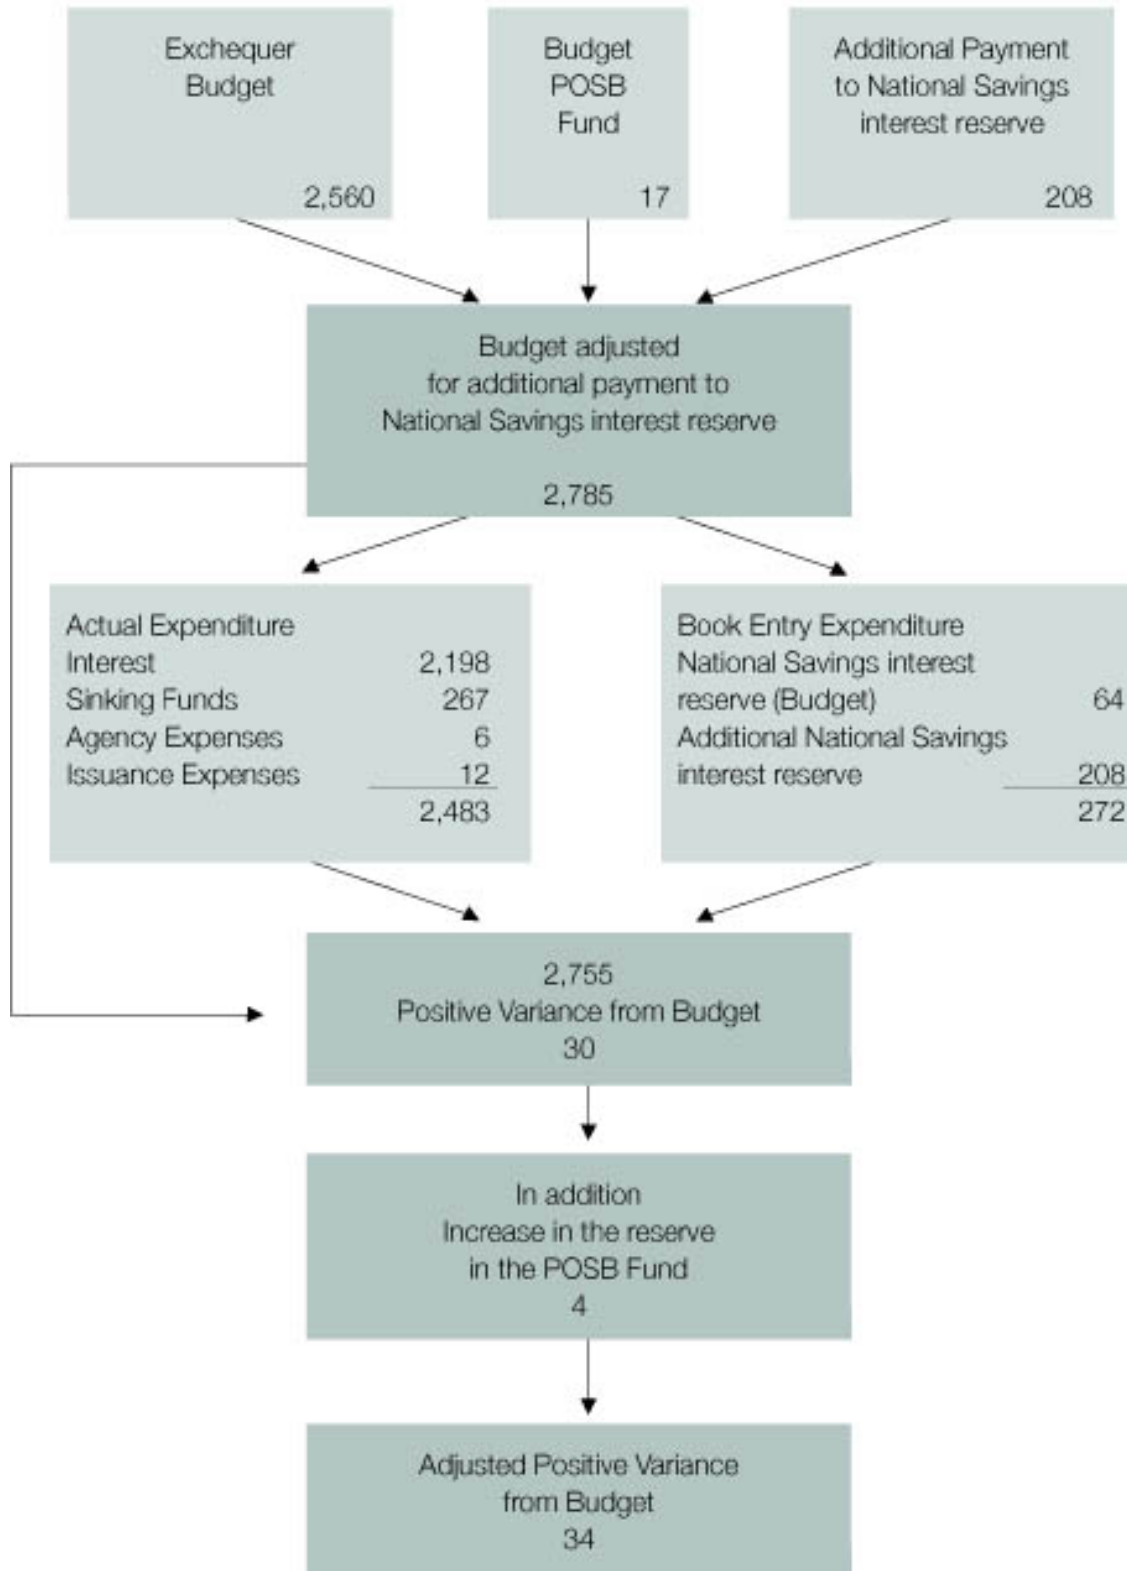 Exchequer
Budget
2,560
Budget
POSB
Fund
17
Additional Payment
to National Savings
interest reserve
208
Budget adjusted
for additional payment to
National Savings interest reserve
2,785
Actual Expenditure
Interest 2,198
Sinking Funds 267
Agency Expenses 6
Issuance Expenses 12
2,483
Book Entry Expenditure
National Savings interest
reserve (Budget) 64
Additional National Savings
interest reserve 208
272
2,755
Positive Variance from Budget
30
In addition
Increase in the reserve
in the POSB Fund
4
Adjusted Positive Variance
from Budget
34